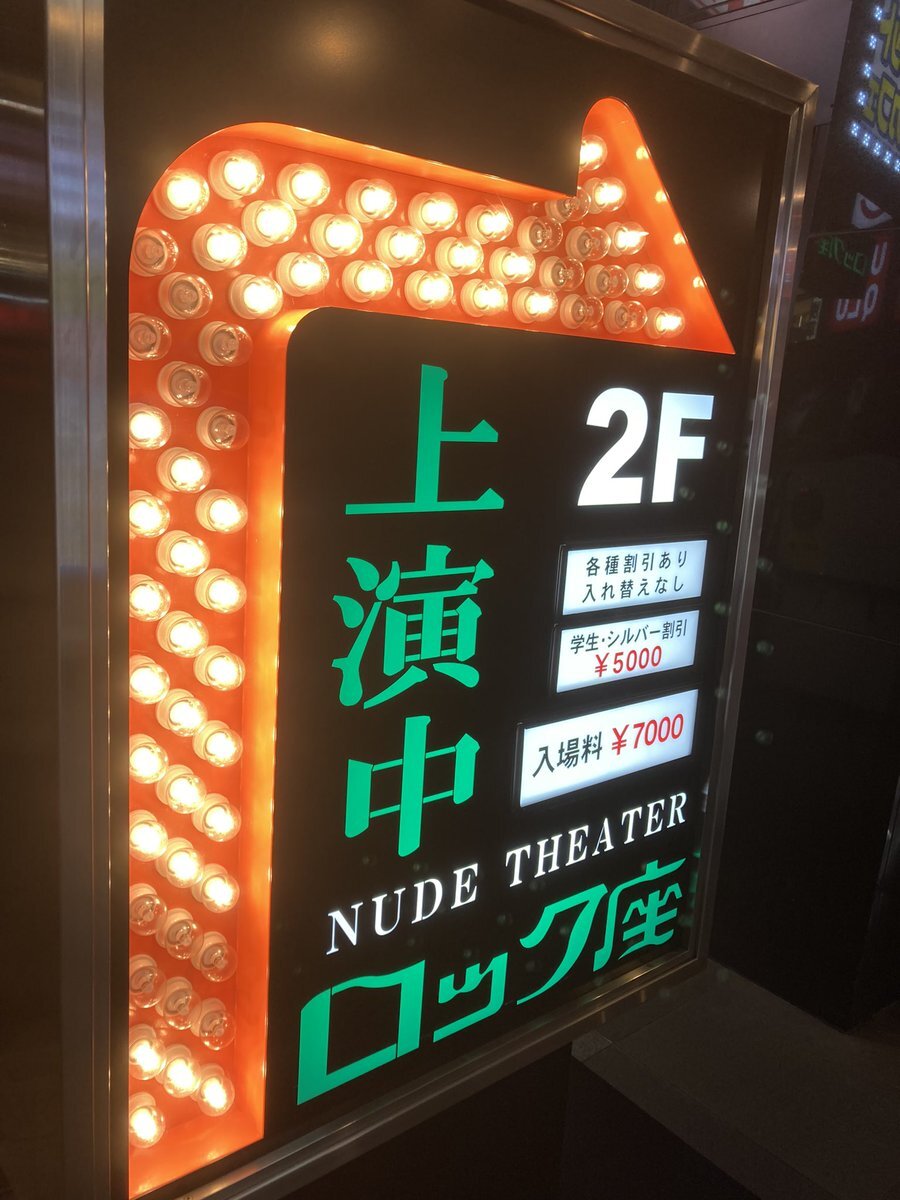 2F
上演中
各種割引あり
入れ替えなし
学生・シルバー割引
￥5000
入場料 ￥7000
NUDE THEATER
ロック座